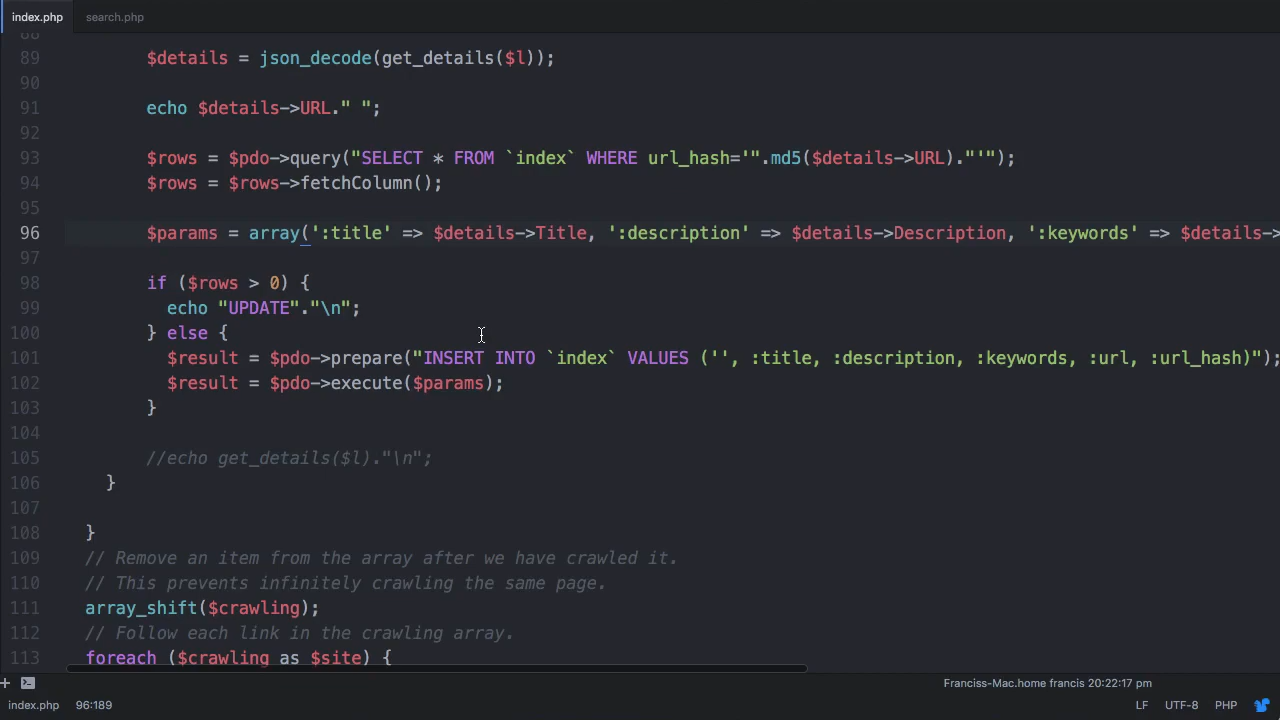 index.php search.php
88
89 $details = json_decode(get_details($l));
90
91 echo $details->URL." ";
92
93 $rows = $pdo->query("SELECT * FROM `index` WHERE url_hash='".md5($details->URL)."'");
94 $rows = $rows->fetchColumn();
95
96 $params = array(':title' => $details->Title, ':description' => $details->Description, ':keywords' => $details->
97
98 if ($rows > 0) {
99 echo "UPDATE"."\n";
100 } else {
101 $result = $pdo->prepare("INSERT INTO `index` VALUES ('', :title, :description, :keywords, :url, :url_hash)");
102 $result = $pdo->execute($params);
103 }
104
105 //echo get_details($l)."\n";
106 }
107
108 }
109 // Remove an item from the array after we have crawled it.
110 // This prevents infinitely crawling the same page.
111 array_shift($crawling);
112 // Follow each link in the crawling array.
113 foreach ($crawling as $site) {
Franciss-Mac.home francis 20:22:17 pm
index.php 96:189 LF UTF-8 PHP